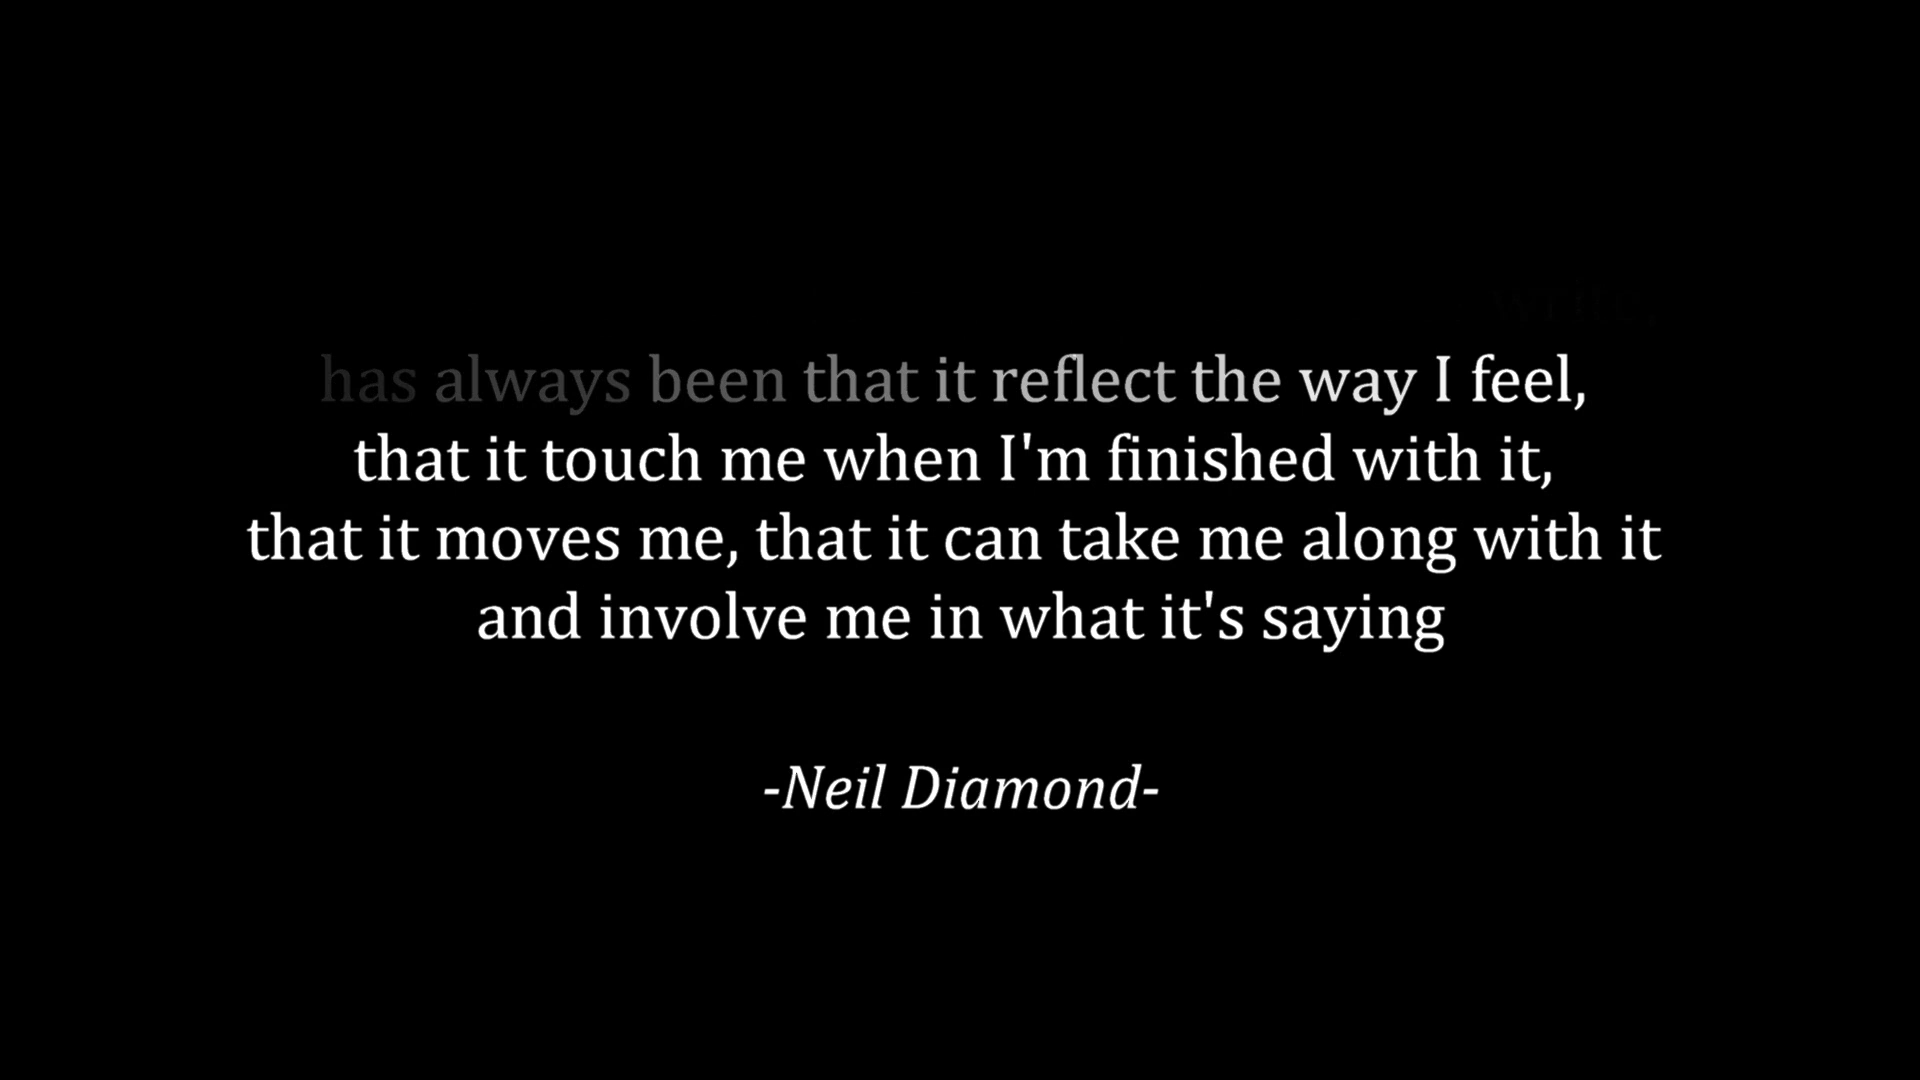 write,
has always been that it reflect the way I feel,
that it touch me when I'm finished with it,
that it moves me, that it can take me along with it
and involve me in what it's saying
-Neil Diamond-